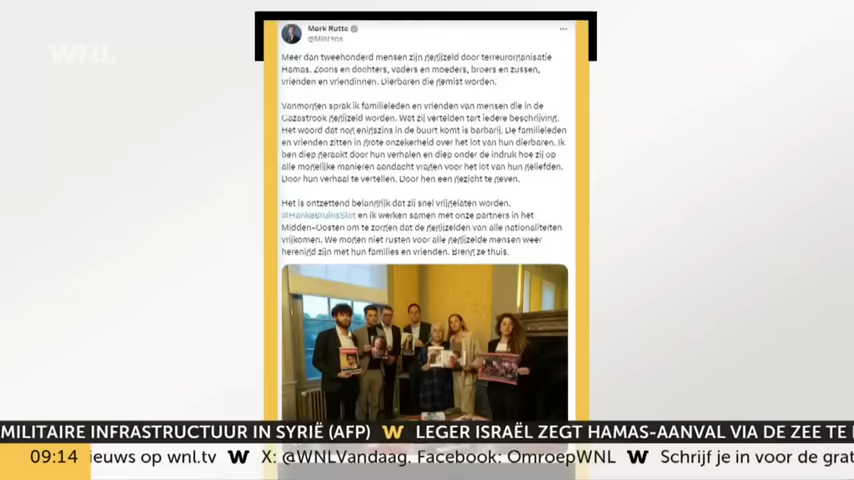 WNL
Mark Rutte
@MinPres
Meer dan tweehonderd mensen zijn gegijzeld door terreurorganisatie
Hamas. Zoons en dochters, vaders en moeders, broers en zussen,
vrienden en vriendinnen. Dierbaren die gemist worden.
Vanmorgen sprak ik familieleden en vrienden van mensen die in de
Gazastrook gegijzeld worden. Wat zij vertelden tart iedere beschrijving.
Het woord dat nog enigszins in de buurt komt is barbarij. De familieleden
en vrienden zitten in grote onzekerheid over het lot van hun dierbaren. Ik
ben diep geraakt door hun verhalen en diep onder de indruk hoe zij op
alle mogelijke manieren aandacht vragen voor het lot van hun geliefden.
Door hun verhaal te vertellen. Door hen een gezicht te geven.
Het is ontzettend belangrijk dat zij snel vrijgelaten worden.
@HankeBruinsSlot en ik werken samen met onze partners in het
Midden-Oosten om te zorgen dat de gegijzelden van alle nationaliteiten
vrijkomen. We mogen niet rusten voor alle gegijzelde mensen weer
herenigd zijn met hun families en vrienden. Breng ze thuis.
MILITAIRE INFRASTRUCTUUR IN SYRIË (AFP) W LEGER ISRAËL ZEGT HAMAS-AANVAL VIA DE ZEE TE
09:14 ieuws op wnl.tv W X: @WNLVandaag. Facebook: OmroepWNL W Schrijf je in voor de grat